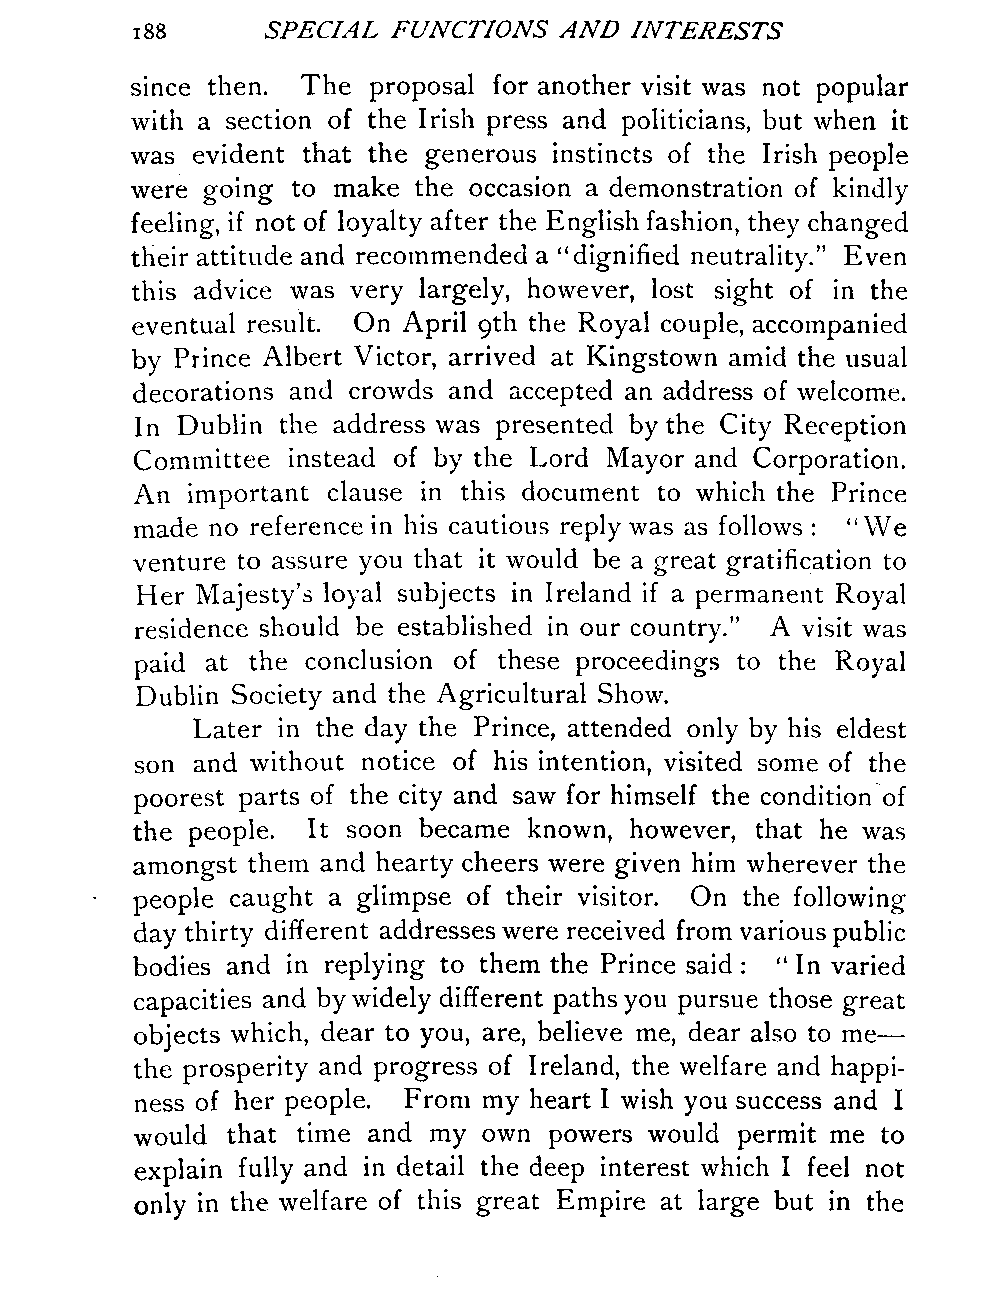 188 SPECIAL FUNCTIONS AND INTERESTS
since then. The proposal for another visit was not popular
with a section of the Irish press and politicians, but when it
was evident that the generous instincts of the Irish people
were going to make the occasion a demonstration of kindly
feeling, if not of loyalty after the English fashion, they changed
their attitude and recommended a “dignified neutrality.” Even
this advice was very largely, however, lost sight of in the
eventual result. On April 9th the Royal couple, accompanied
by Prince Albert Victor, arrived at Kingstown amid the usual
decorations and crowds and accepted an address of welcome.
In Dublin the address was presented by the City Reception
Committee instead of by the Lord Mayor and Corporation.
An important clause in this document to which the Prince
made no reference in his cautious reply was as follows : “We
venture to assure you that it would be a great gratification to
Her Majesty's loyal subjects in Ireland if a permanent Royal
residence should be established in our country.” A visit was
paid at the conclusion of these proceedings to the Royal
Dublin Society and the Agricultural Show.
Later in the day the Prince, attended only by his eldest
son and without notice of his intention, visited some of the
poorest parts of the city and saw for himself the condition of
the people. It soon became known, however, that he was
amongst them and hearty cheers were given him wherever the
people caught a glimpse of their visitor. On the following
day thirty different addresses were received from various public
bodies and in replying to them the Prince said : “ In varied
capacities and by widely different paths you pursue those great
objects which, dear to you, are, believe me, dear also to me—
the prosperity and progress of Ireland, the welfare and happi-
ness of her people. From my heart I wish you success and I
would that time and my own powers would permit me to
explain fully and in detail the deep interest which I feel not
only in the welfare of this great Empire at large but in the